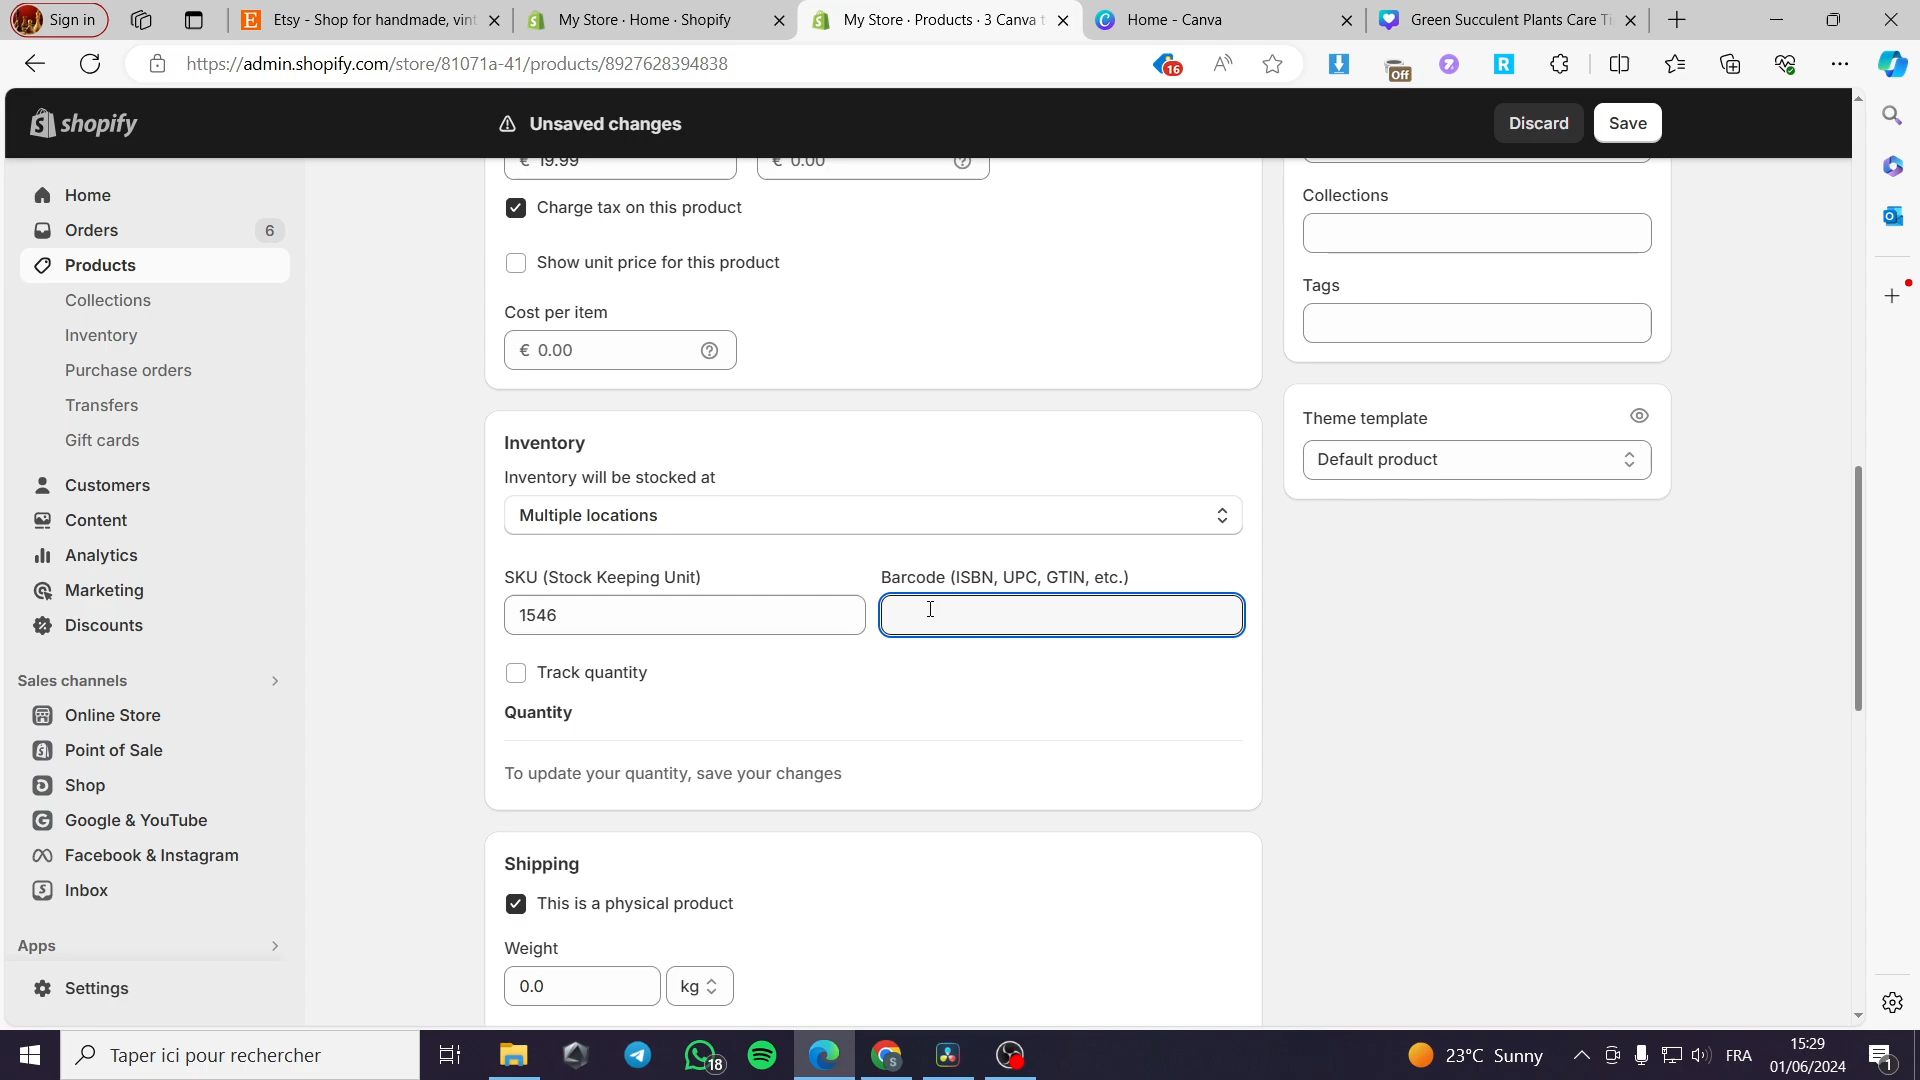 Sign in
Etsy - Shop for handmade, vint
My Store · Home · Shopify
My Store · Products · 3 Canva t
Home - Canva
Green Succulent Plants Care Ti
https://admin.shopify.com/store/81071a-41/products/8927628394838
16
Off
shopify
Unsaved changes
Discard
Save
Home
Orders
6
Products
Collections
Inventory
Purchase orders
Transfers
Gift cards
Customers
Content
Analytics
Marketing
Discounts
Sales channels
Online Store
Point of Sale
Shop
Google & YouTube
Facebook & Instagram
Inbox
Apps
Settings
€ 19.99
€ 0.00
Charge tax on this product
Show unit price for this product
Cost per item
€ 0.00
Inventory
Inventory will be stocked at
Multiple locations
SKU (Stock Keeping Unit)
Barcode (ISBN, UPC, GTIN, etc.)
1546
Track quantity
Quantity
To update your quantity, save your changes
Shipping
This is a physical product
Weight
0.0
kg
Collections
Tags
Theme template
Default product
Taper ici pour rechercher
18
23°C Sunny
FRA
15:29
01/06/2024
1